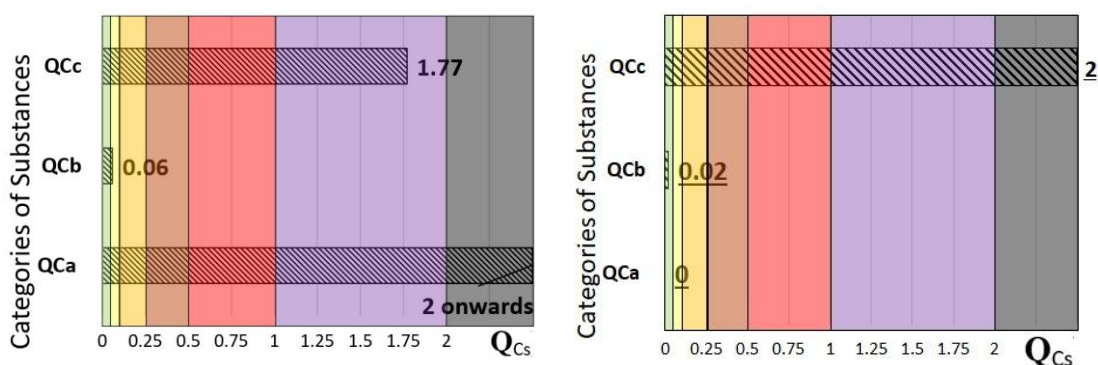 Categories of Substances
QCc
1.77
QCb
0.06
QCa
2 onwards
0 0.25 0.5 0.75 1 1.25 1.5 1.75 2 QCs
Categories of Substances
QCc
2
QCb
0.02
QCa
0
0 0.25 0.5 0.75 1 1.25 1.5 1.75 2 QCs